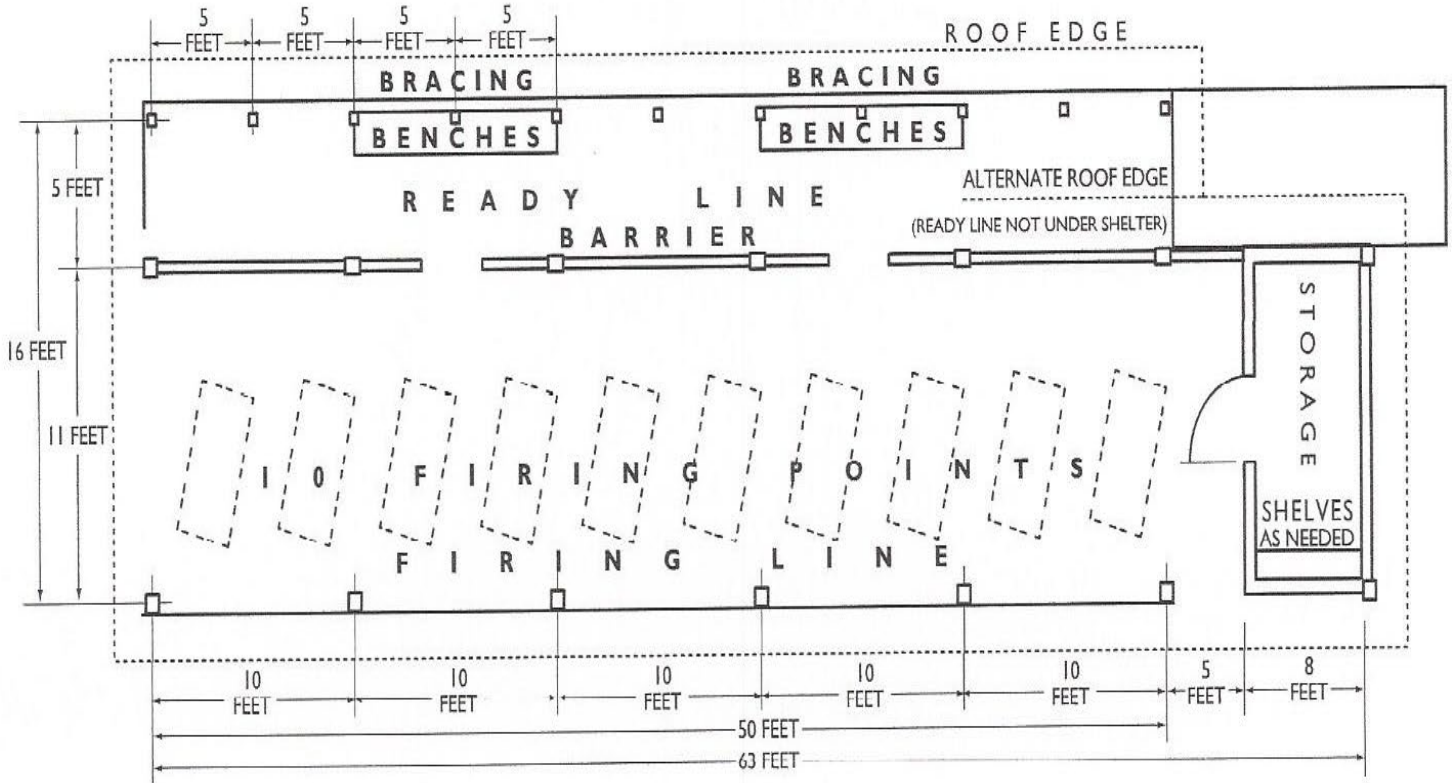 5 FEET
5 FEET
5 FEET
5 FEET
ROOF EDGE
BRACING
BRACING
BENCHES
BENCHES
5 FEET
READY LINE
ALTERNATE ROOF EDGE
(READY LINE NOT UNDER SHELTER)
BARRIER
16 FEET
11 FEET
STORAGE
10 FIRING POINTS
SHELVES
AS NEEDED
FIRING LINE
10 FEET
10 FEET
10 FEET
10 FEET
10 FEET
5 FEET
8 FEET
50 FEET
63 FEET